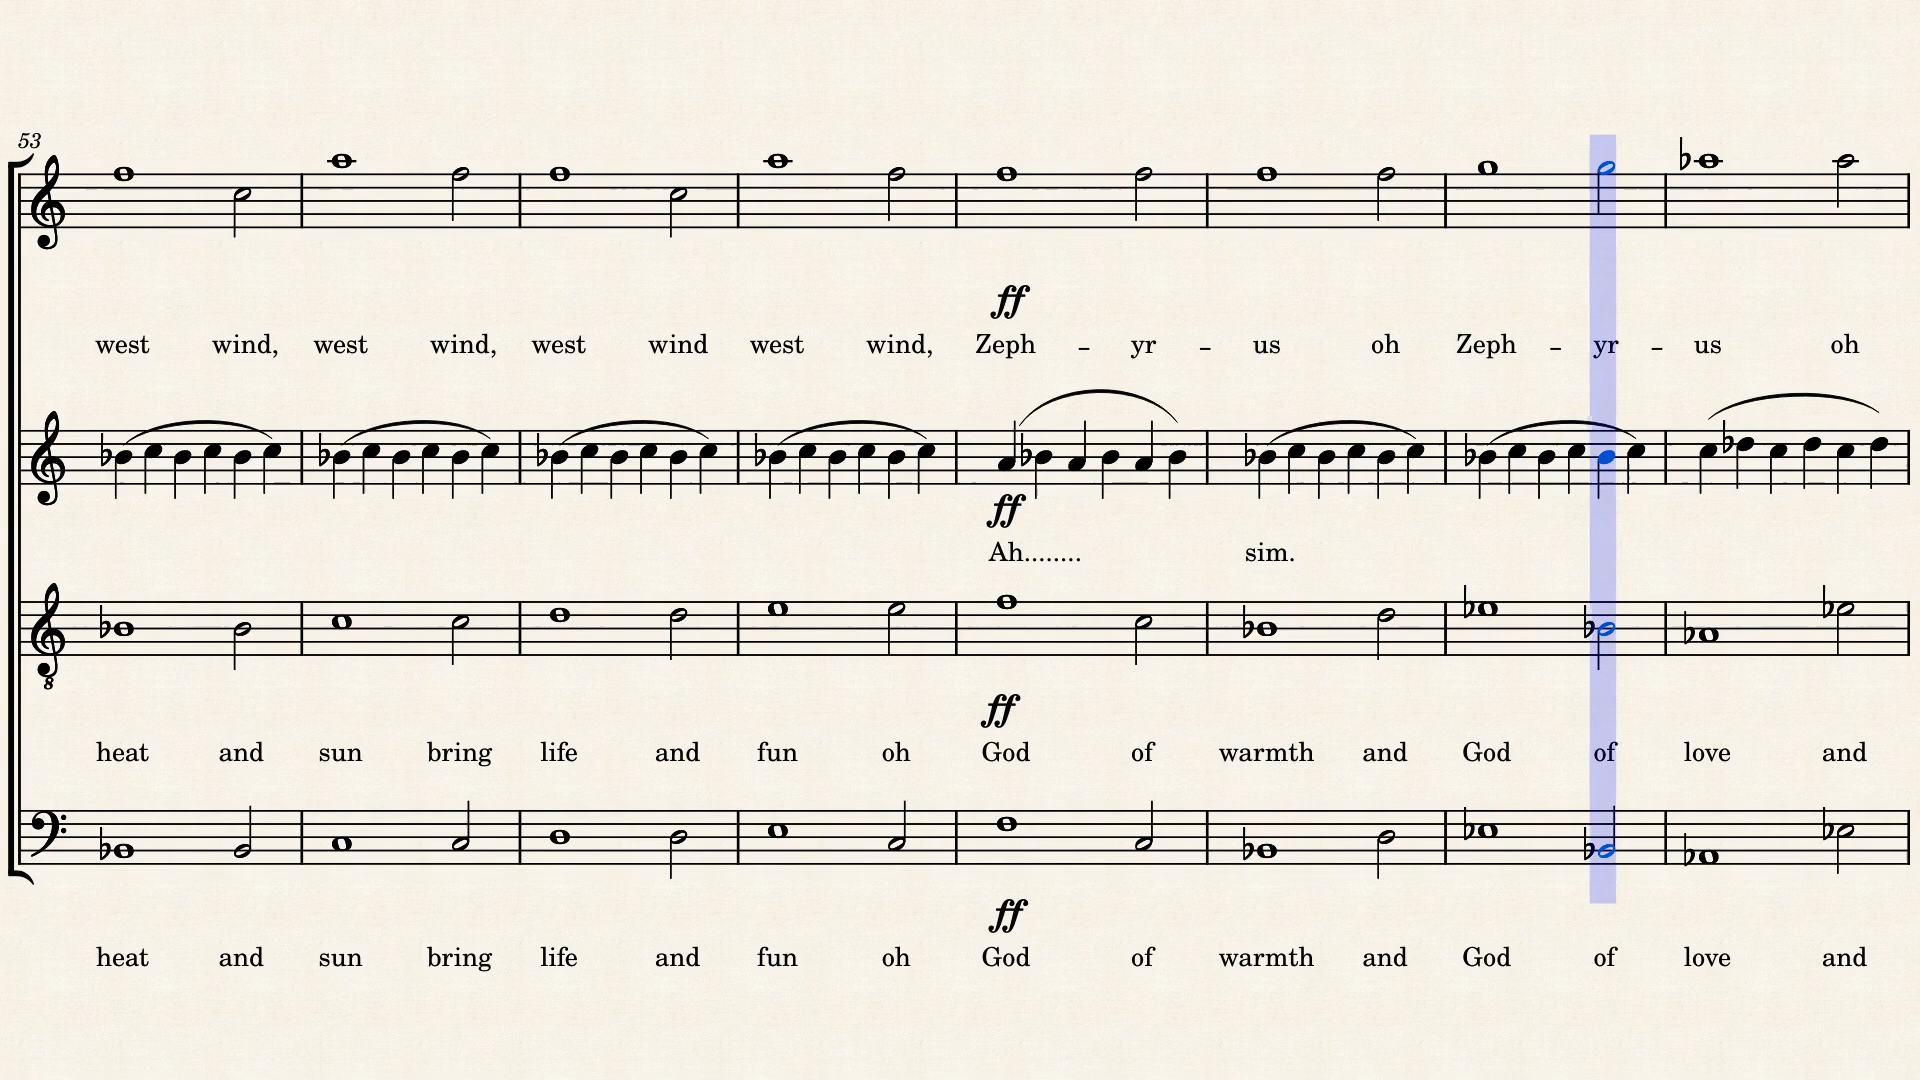 53
ff
west wind, west wind, west wind west wind, Zeph - yr - us oh Zeph - yr - us oh
ff
Ah........ sim.
8
ff
heat and sun bring life and fun oh God of warmth and God of love and
ff
heat and sun bring life and fun oh God of warmth and God of love and